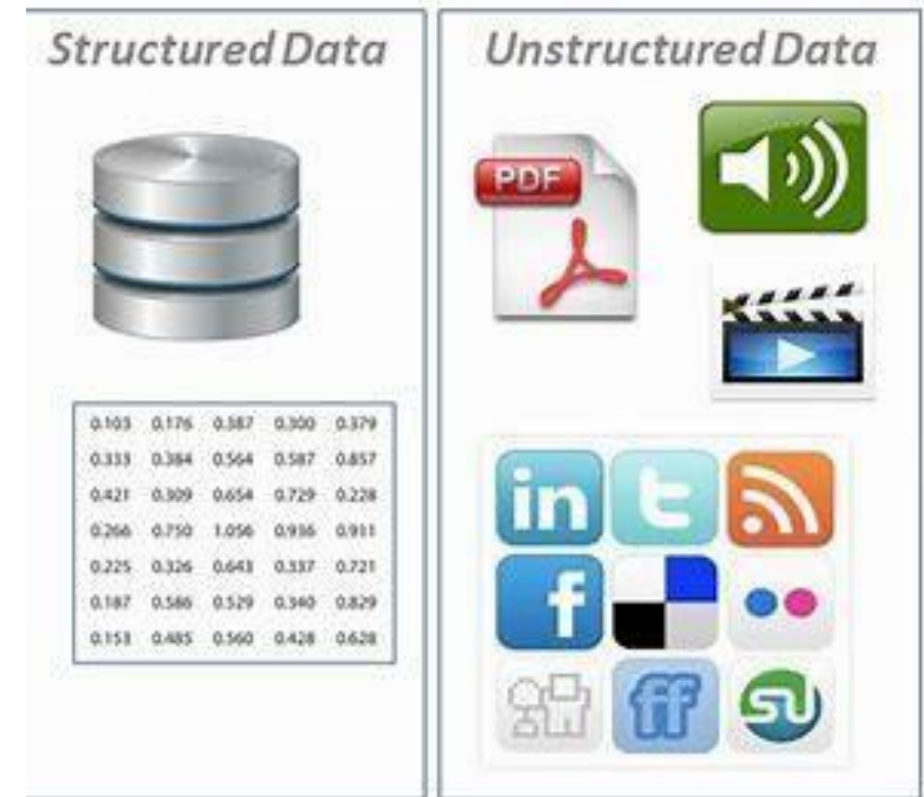 Structured Data
0.103 0.176 0.387 0.300 0.379
0.333 0.384 0.564 0.587 0.857
0.421 0.309 0.654 0.729 0.228
0.266 0.750 1.056 0.936 0.911
0.225 0.326 0.643 0.337 0.721
0.187 0.586 0.529 0.340 0.829
0.153 0.485 0.560 0.428 0.628
Unstructured Data
PDF
in t
f
ff su